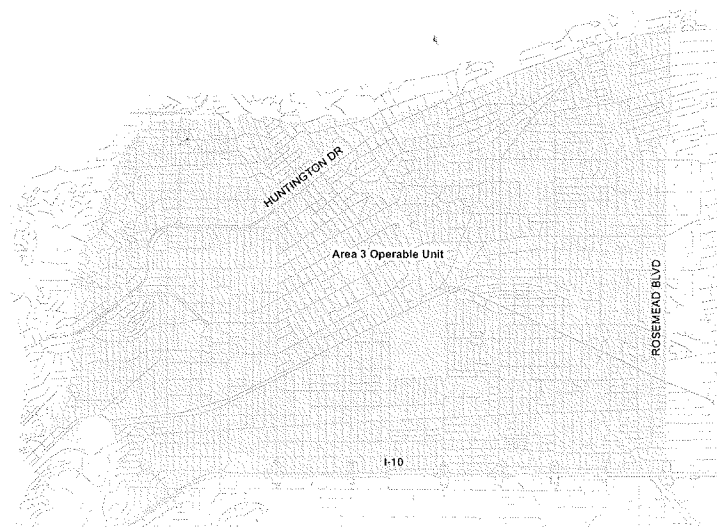 HUNTINGTON DR
Area 3 Operable Unit
ROSEMEAD BLVD
I-10